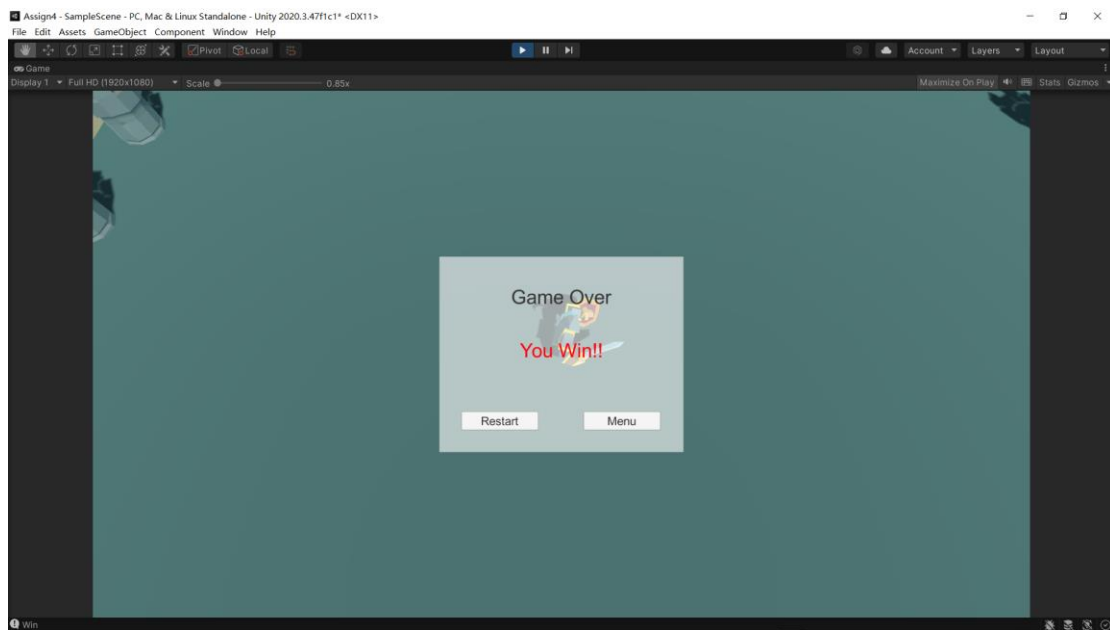 Assign4 - SampleScene - PC, Mac & Linux Standalone - Unity 2020.3.47f1c1* <DX11>
File Edit Assets GameObject Component Window Help
Pivot Local Account Layers Layout
Game
Display 1 Full HD (1920x1080) Scale 0.85x Maximize On Play Stats Gizmos
Game Over
You Win!!
Restart Menu
Win